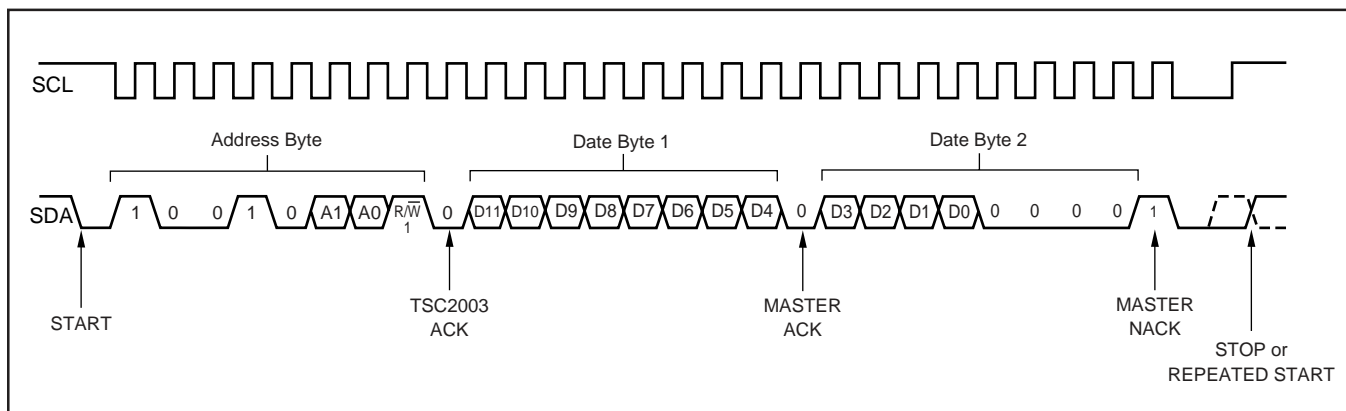 SCL
Address Byte
Date Byte 1
Date Byte 2
SDA
1 0 0 1 0 A1 A0 R/W̅ 1 0 D11 D10 D9 D8 D7 D6 D5 D4 0 D3 D2 D1 D0 0 0 0 0 1
START
TSC2003
ACK
MASTER
ACK
MASTER
NACK
STOP or
REPEATED START